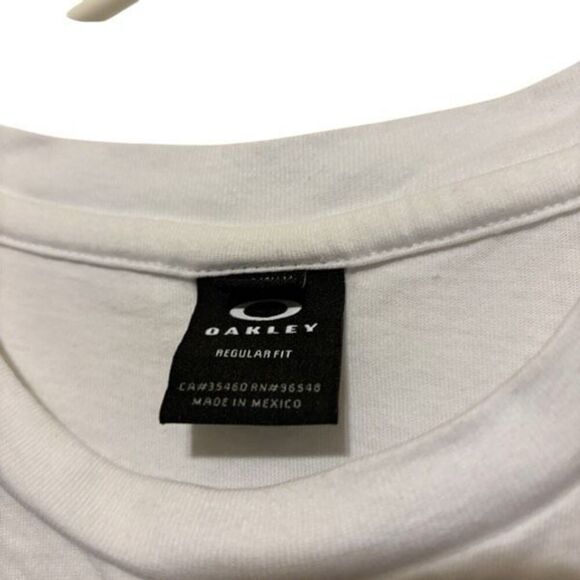 OAKLEY
REGULAR FIT
CA#35460 RN#96548
MADE IN MEXICO